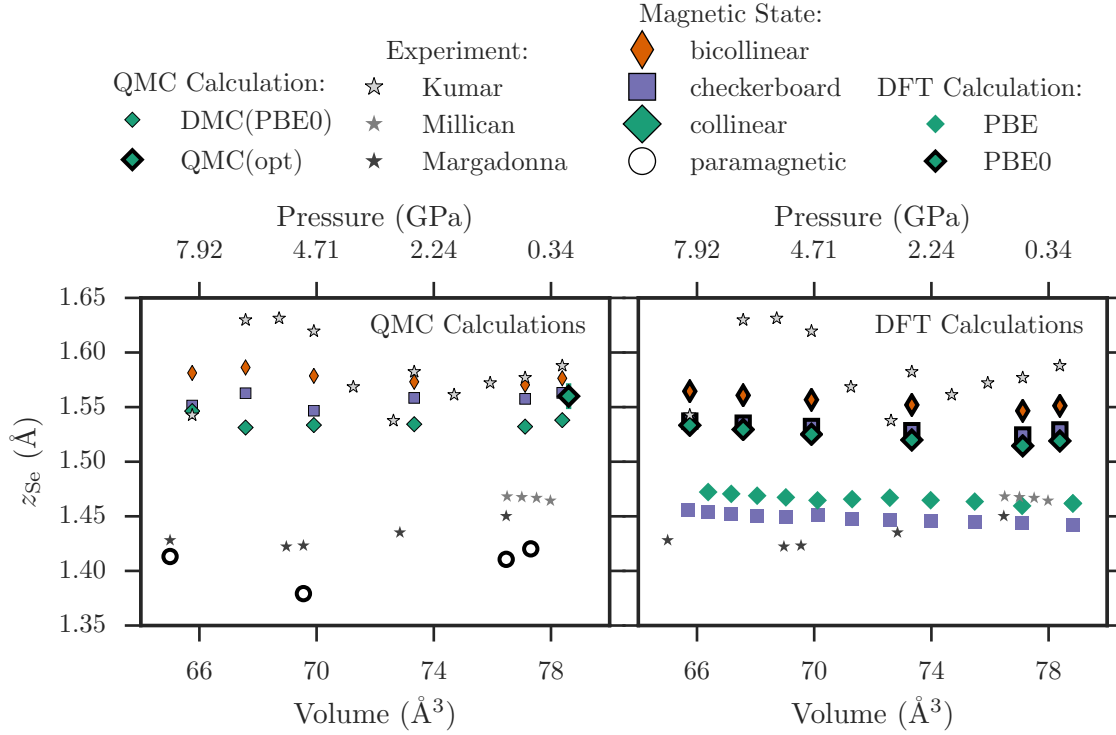 Magnetic State:
bicollinear
checkerboard
collinear
paramagnetic
Experiment:
Kumar
Millican
Margadonna
QMC Calculation:
DMC(PBE0)
QMC(opt)
DFT Calculation:
PBE
PBE0
Pressure (GPa)
7.92 4.71 2.24 0.34
Pressure (GPa)
7.92 4.71 2.24 0.34
QMC Calculations
DFT Calculations
1.65
1.60
1.55
1.50
1.45
1.40
1.35
zSe (Å)
66 70 74 78
Volume (Å³)
66 70 74 78
Volume (Å³)